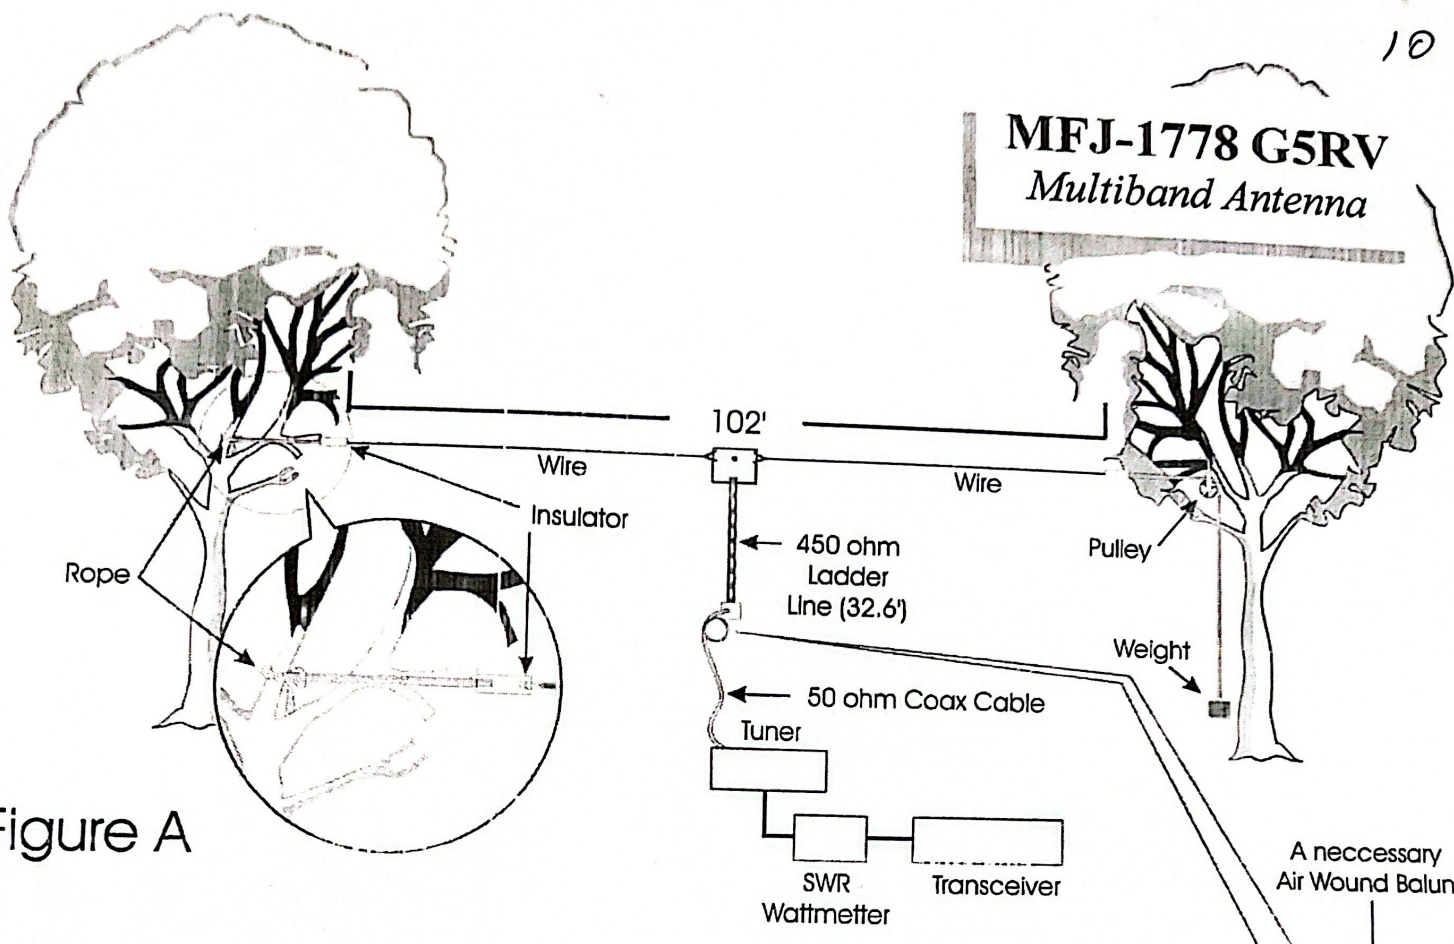 10
MFJ-1778 G5RV
Multiband Antenna
102'
Wire
Wire
Insulator
Rope
450 ohm
Ladder
Line (32.6')
Pulley
Weight
50 ohm Coax Cable
Tuner
Figure A
SWR
Wattmetter
Transceiver
A neccessary
Air Wound Balun